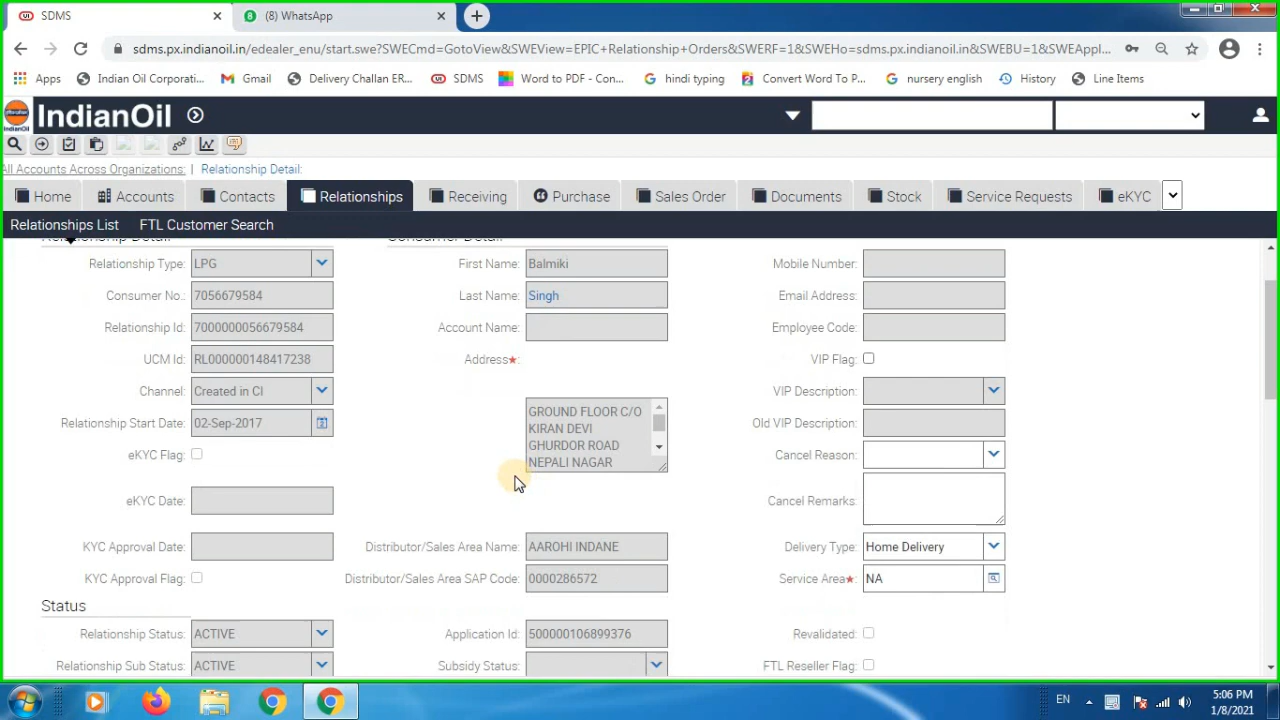 SDMS
(8) WhatsApp
sdms.px.indianoil.in/edealer_enu/start.swe?SWECmd=GotoView&SWEView=EPIC+Relationship+Orders&SWERF=1&SWEHo=sdms.px.indianoil.in&SWEBU=1&SWEAppl...
Apps
Indian Oil Corporati...
Gmail
Delivery Challan ER...
SDMS
Word to PDF - Con...
hindi typing
Convert Word To P...
nursery english
History
Line Items
IndianOil
All Accounts Across Organizations: | Relationship Detail:
Home
Accounts
Contacts
Relationships
Receiving
Purchase
Sales Order
Documents
Stock
Service Requests
eKYC
Relationships List
FTL Customer Search
Relationship Detail
Consumer Detail
Relationship Type: LPG
First Name: Balmiki
Mobile Number:
Consumer No.: 7056679584
Last Name: Singh
Email Address:
Relationship Id: 7000000056679584
Account Name:
Employee Code:
UCM Id: RL000000148417238
Address★:
VIP Flag:
Channel: Created in CI
VIP Description:
GROUND FLOOR C/O
KIRAN DEVI
GHURDOR ROAD
NEPALI NAGAR
Relationship Start Date: 02-Sep-2017
Old VIP Description:
eKYC Flag:
Cancel Reason:
eKYC Date:
Cancel Remarks:
KYC Approval Date:
Distributor/Sales Area Name: AAROHI INDANE
Delivery Type: Home Delivery
KYC Approval Flag:
Distributor/Sales Area SAP Code: 0000286572
Service Area★: NA
Status
Relationship Status: ACTIVE
Application Id: 500000106899376
Revalidated:
Relationship Sub Status: ACTIVE
Subsidy Status:
FTL Reseller Flag:
EN
5:06 PM
1/8/2021